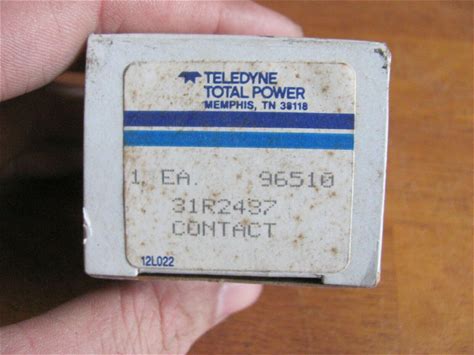 TELEDYNE
TOTAL POWER
MEMPHIS, TN 38118
1 EA. 96510
31R2487
CONTACT
12L022